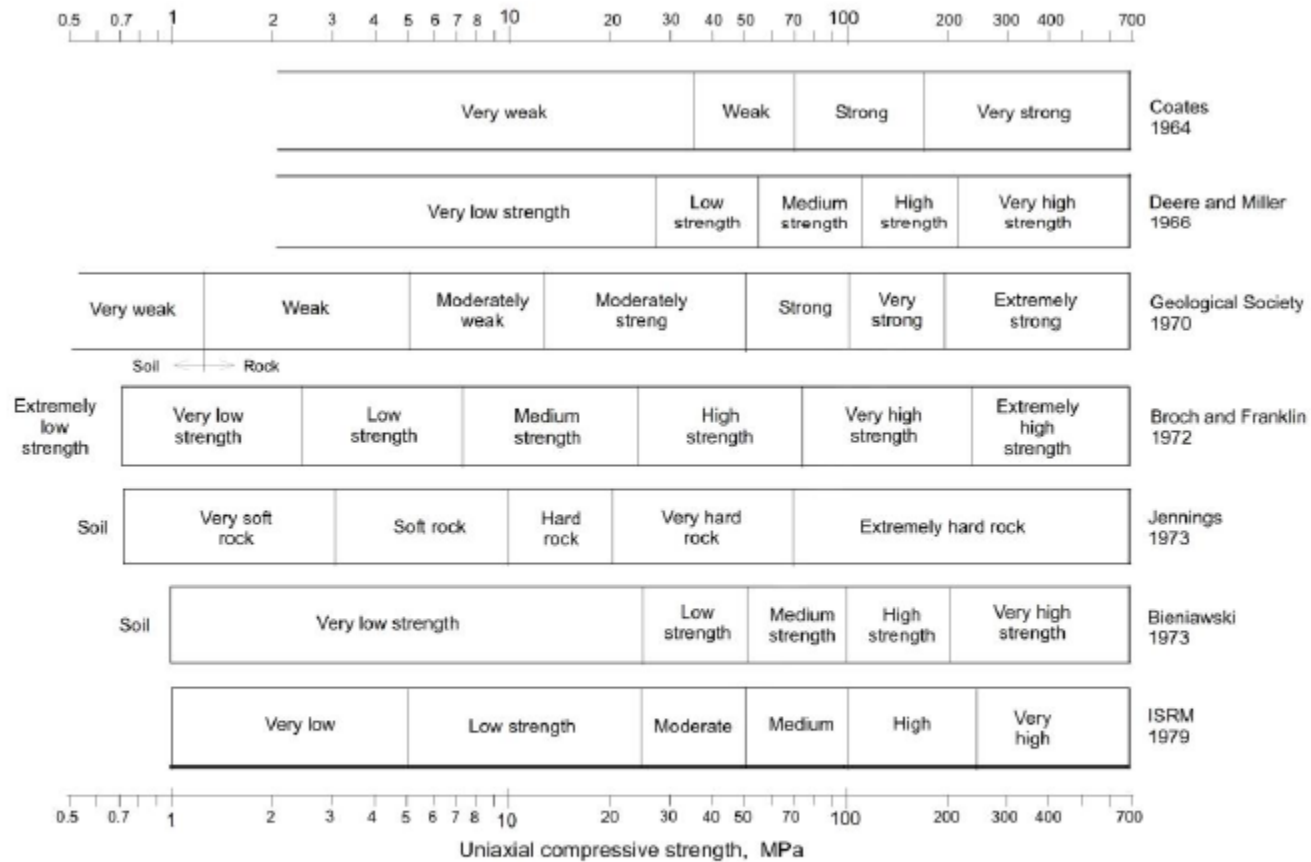 0.5 0.7 1 2 3 4 5 6 7 8 10 20 30 40 50 70 100 200 300 400 700
Very weak Weak Strong Very strong Coates
1964
Very low strength Low
strength Medium
strength High
strength Very high
strength Deere and Miller
1966
Very weak Weak Moderately
weak Moderately
streng Strong Very
strong Extremely
strong Geological Society
1970
Soil Rock
Extremely
low
strength Very low
strength Low
strength Medium
strength High
strength Very high
strength Extremely
high
strength Broch and Franklin
1972
Soil Very soft
rock Soft rock Hard
rock Very hard
rock Extremely hard rock Jennings
1973
Soil Very low strength Low
strength Medium
strength High
strength Very high
strength Bieniawski
1973
Very low Low strength Moderate Medium High Very
high ISRM
1979
0.5 0.7 1 2 3 4 5 6 7 8 10 20 30 40 50 70 100 200 300 400 700
Uniaxial compressive strength, MPa